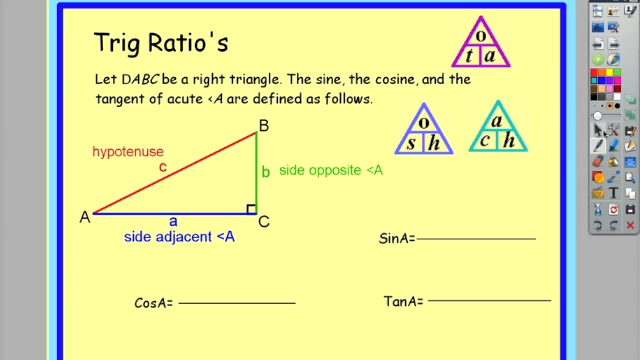 Trig Ratio's
o
t a
Let DABC be a right triangle. The sine, the cosine, and the
tangent of acute <A are defined as follows.
o
s h
a
c h
B
hypotenuse
c
b side opposite <A
A
a
C
side adjacent <A
SinA=
CosA=
TanA=
T